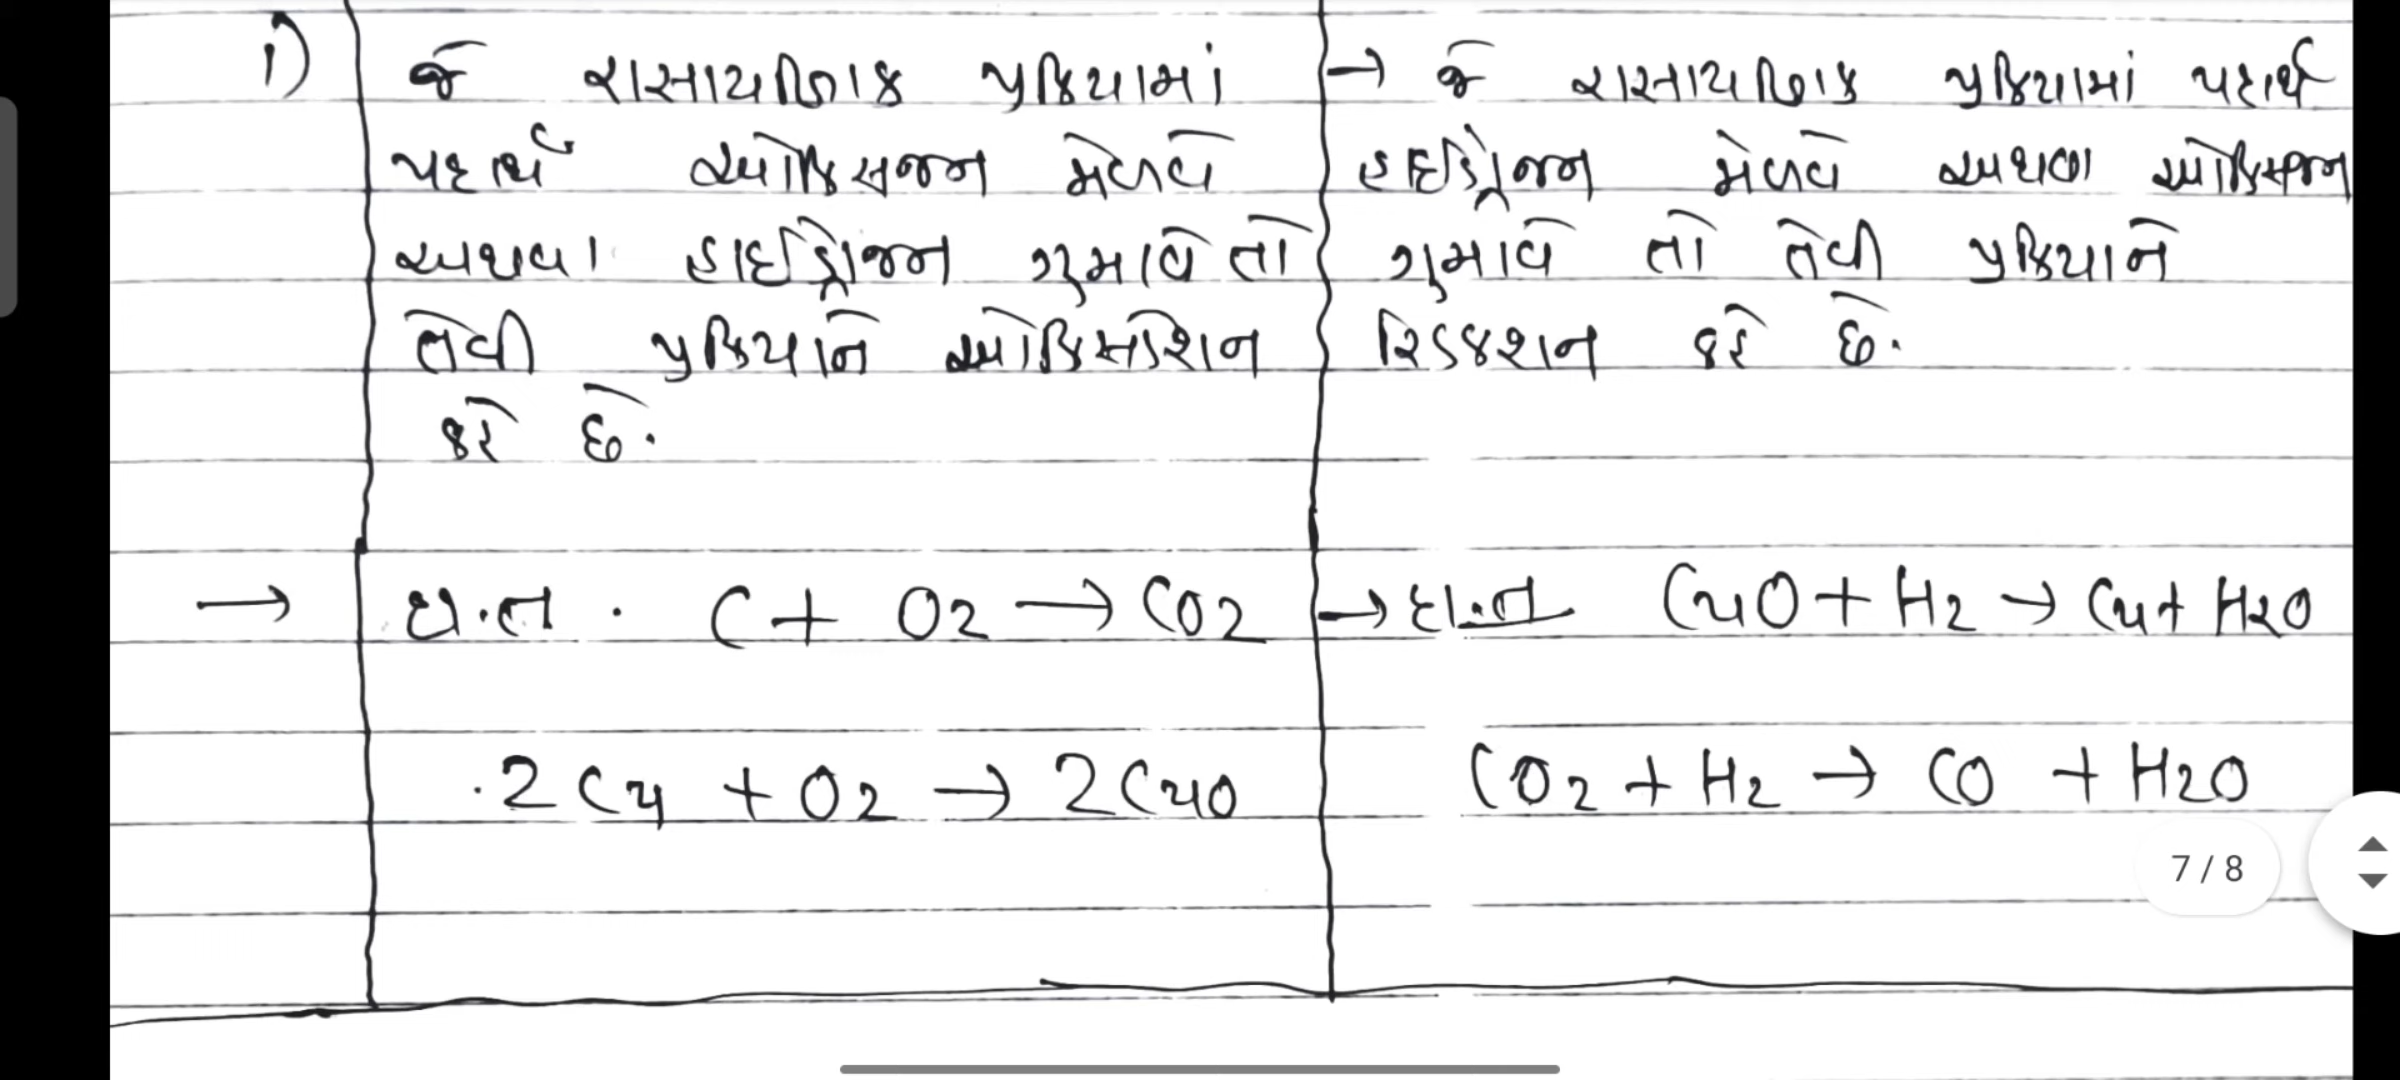 1) જે રાસાયણિક પ્રક્રિયામાં
પદાર્થ ઓક્સિજન મેળવે
અથવા હાઈડ્રોજન ગુમાવે તો
તેવી પ્રક્રિયાને ઓક્સિડેશન
કહે છે.
→ દા.ત. C + O2 → CO2
2Cu + O2 → 2CuO
→ જે રાસાયણિક પ્રક્રિયામાં પદાર્થ
હાઈડ્રોજન મેળવે અથવા ઓક્સિજન
ગુમાવે તો તેવી પ્રક્રિયાને
રિડક્શન કહે છે.
→ દા.ત CuO + H2 → Cu + H2O
CO2 + H2 → CO + H2O
7 / 8